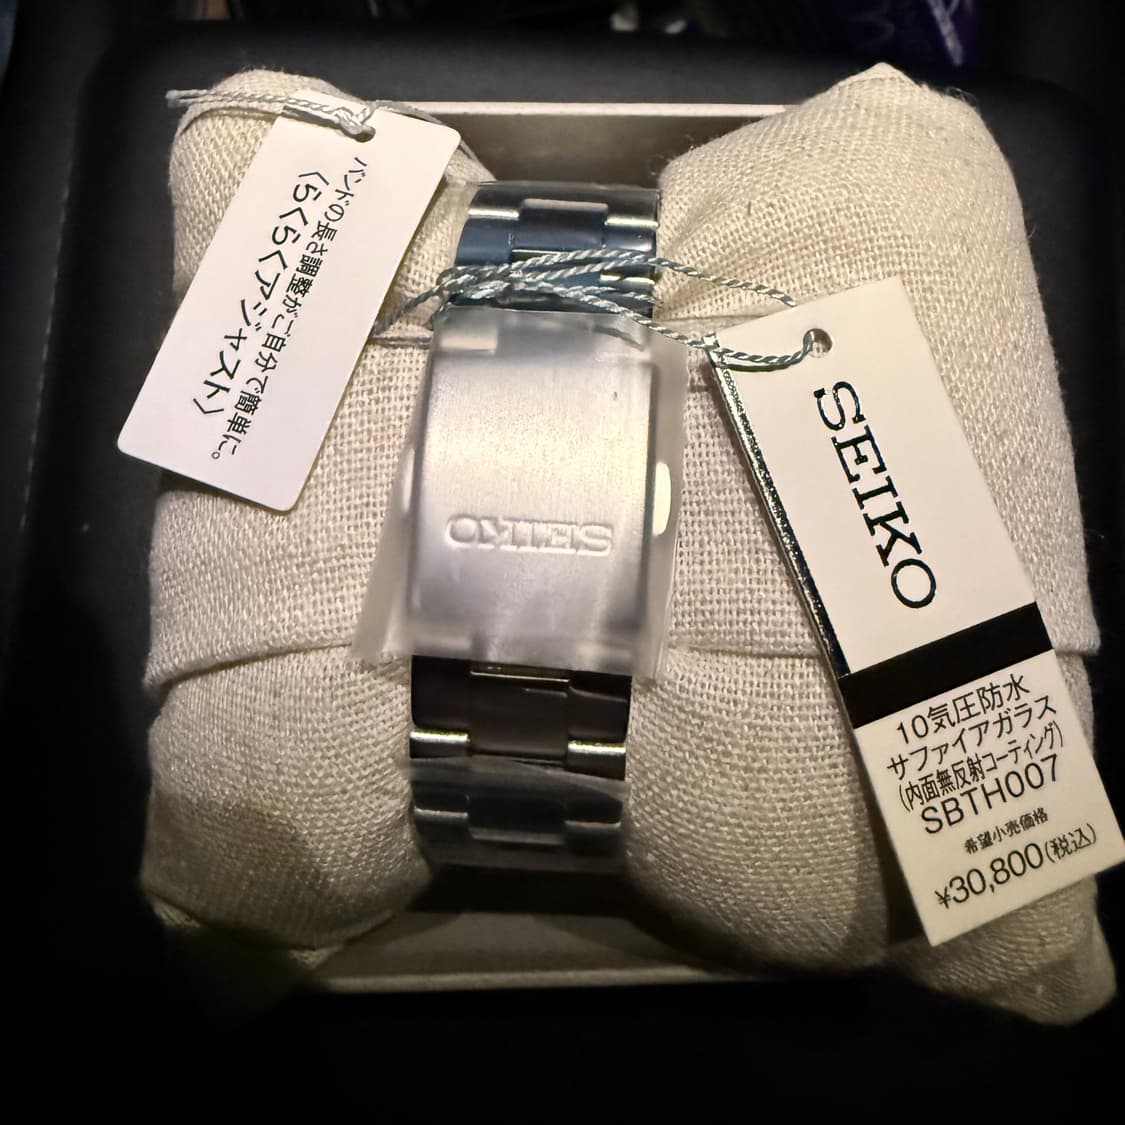 バンドの長さ調整がご自分で簡単に。
〈らくらくアジャスト〉
SEIKO
SEIKO
10気圧防水
サファイアガラス
(内面無反射コーティング)
SBTH007
希望小売価格
¥30,800(税込)